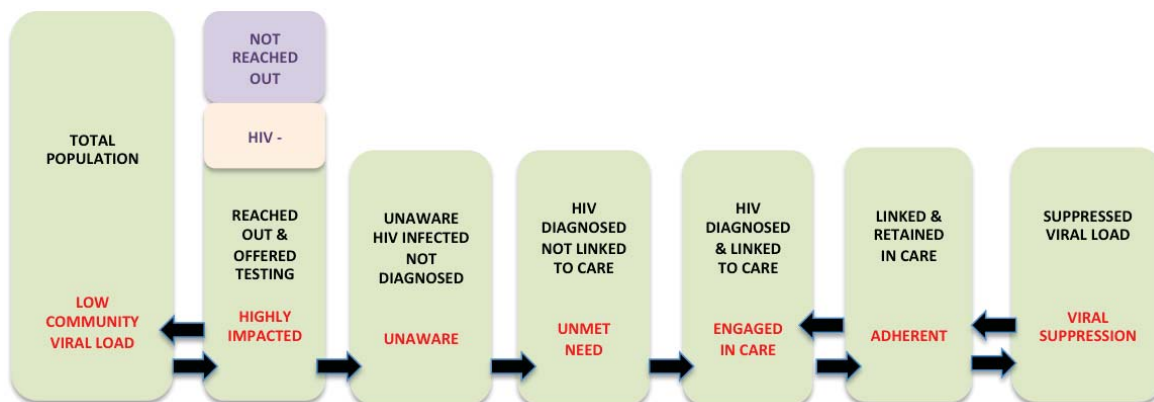 TOTAL
POPULATION
LOW
COMMUNITY
VIRAL LOAD
NOT
REACHED
OUT
HIV -
REACHED
OUT &
OFFERED
TESTING
HIGHLY
IMPACTED
UNAWARE
HIV INFECTED
NOT
DIAGNOSED
UNAWARE
HIV
DIAGNOSED
NOT LINKED
TO CARE
UNMET
NEED
HIV
DIAGNOSED
& LINKED
TO CARE
ENGAGED
IN CARE
LINKED &
RETAINED
IN CARE
ADHERENT
SUPPRESSED
VIRAL LOAD
VIRAL
SUPPRESSION